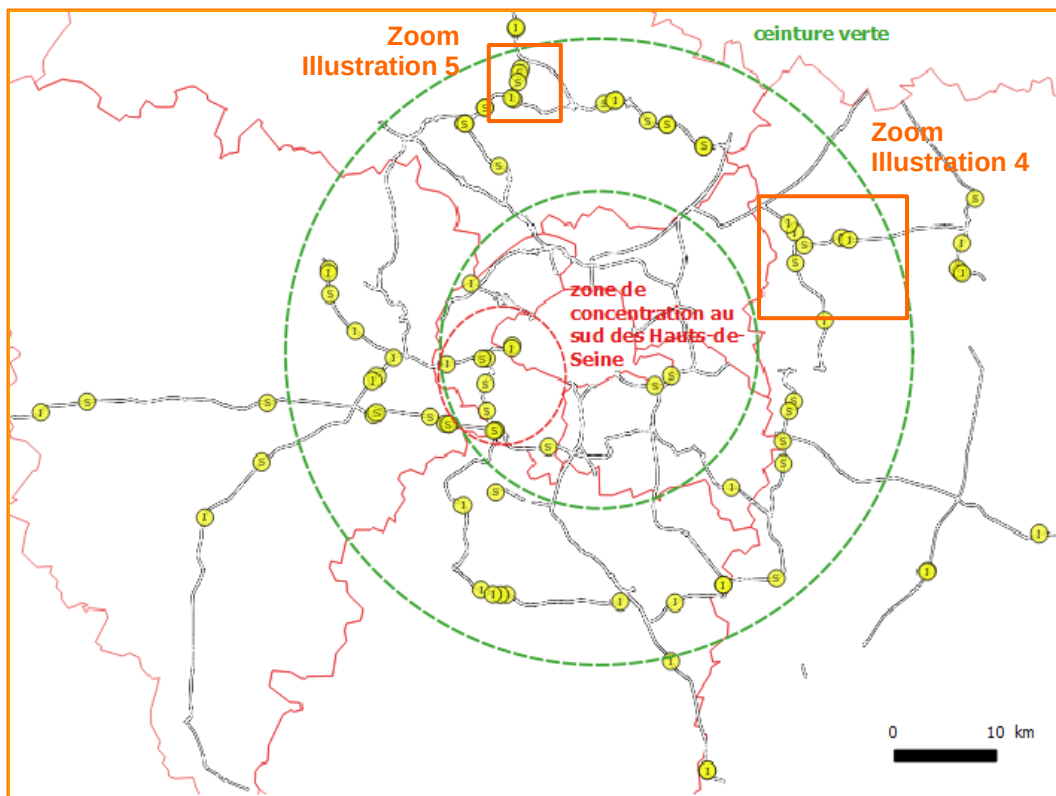 Zoom
Illustration 5
ceinture verte
Zoom
Illustration 4
zone de
concentration au
sud des Hauts-de-
Seine
0 10 km